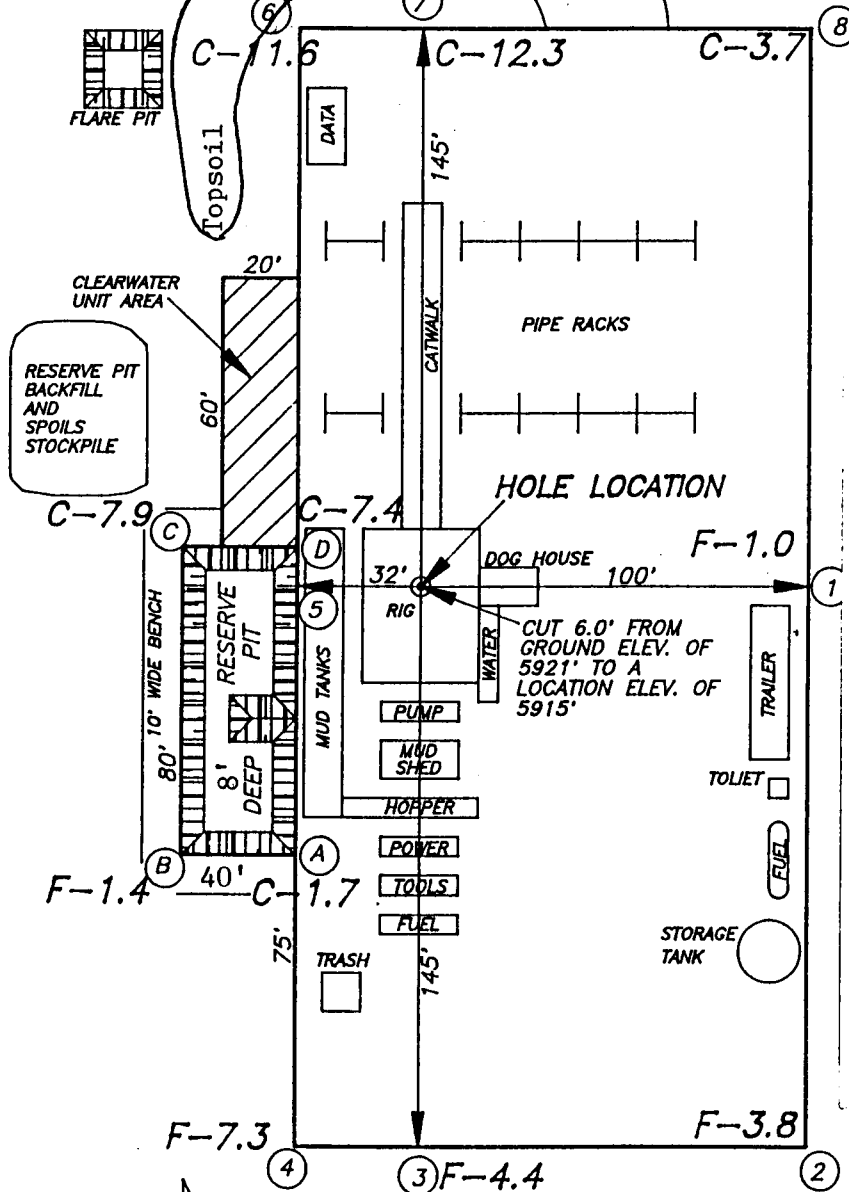 6
7
8
C-11.6
C-12.3
C-3.7
FLARE PIT
DATA
145'
Topsoil
20'
CLEARWATER
UNIT AREA
CATWALK
PIPE RACKS
RESERVE PIT
BACKFILL
AND
SPOILS
STOCKPILE
60'
HOLE LOCATION
C-7.9
C-7.4
F-1.0
C
D
DOG HOUSE
32'
100'
1
5
RIG
10" WIDE BENCH
RESERVE
PIT
MUD TANKS
WATER
CUT 6.0' FROM
GROUND ELEV. OF
5921' TO A
LOCATION ELEV. OF
5915'
TRAILER
PUMP
MUD
SHED
80'
8'
DEEP
TOLIET
HOPPER
POWER
FUEL
B
A
F-1.4
40'
C-1.7
TOOLS
FUEL
75'
TRASH
145'
STORAGE
TANK
F-7.3
F-3.8
4
3
F-4.4
2